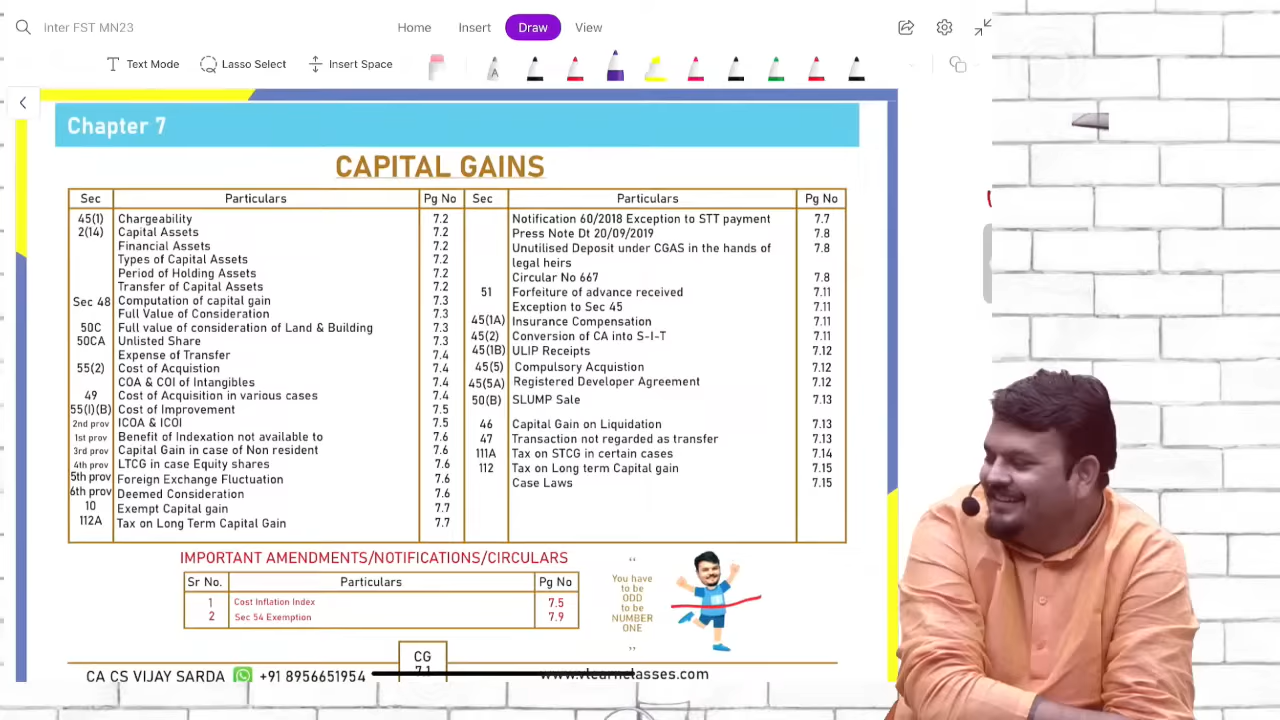 Inter FST MN23
Home Insert Draw View
Text Mode Lasso Select Insert Space
Chapter 7
CAPITAL GAINS
Sec Particulars Pg No
45(1) Chargeability 7.2
2(14) Capital Assets 7.2
Financial Assets 7.2
Types of Capital Assets 7.2
Period of Holding Assets 7.2
Transfer of Capital Assets 7.2
Sec 48 Computation of capital gain 7.3
Full Value of Consideration 7.3
50C Full value of consideration of Land & Building 7.3
50CA Unlisted Share 7.3
Expense of Transfer 7.4
55(2) Cost of Acquistion 7.4
COA & COI of Intangibles 7.4
49 Cost of Acquisition in various cases 7.4
55(I)(B) Cost of Improvement 7.5
2nd prov ICOA & ICOI 7.5
1st prov Benefit of Indexation not available to 7.6
3rd prov Capital Gain in case of Non resident 7.6
4th prov LTCG in case Equity shares 7.6
5th prov Foreign Exchange Fluctuation 7.6
6th prov Deemed Consideration 7.6
10 Exempt Capital gain 7.7
112A Tax on Long Term Capital Gain 7.7
Sec Particulars Pg No
Notification 60/2018 Exception to STT payment 7.7
Press Note Dt 20/09/2019 7.8
Unutilised Deposit under CGAS in the hands of 7.8
legal heirs
Circular No 667 7.8
51 Forfeiture of advance received 7.11
Exception to Sec 45 7.11
45(1A) Insurance Compensation 7.11
45(2) Conversion of CA into S-I-T 7.11
45(1B) ULIP Receipts 7.12
45(5) Compulsory Acquistion 7.12
45(5A) Registered Developer Agreement 7.12
50(B) SLUMP Sale 7.13
46 Capital Gain on Liquidation 7.13
47 Transaction not regarded as transfer 7.13
111A Tax on STCG in certain cases 7.14
112 Tax on Long term Capital gain 7.15
Case Laws 7.15
IMPORTANT AMENDMENTS/NOTIFICATIONS/CIRCULARS
Sr No. Particulars Pg No
1 Cost Inflation Index 7.5
2 Sec 54 Exemption 7.9
“
You have
to be
ODD
to be
NUMBER
ONE
”
CG
7.1
CA CS VIJAY SARDA +91 8956651954 www.vlearnclasses.com